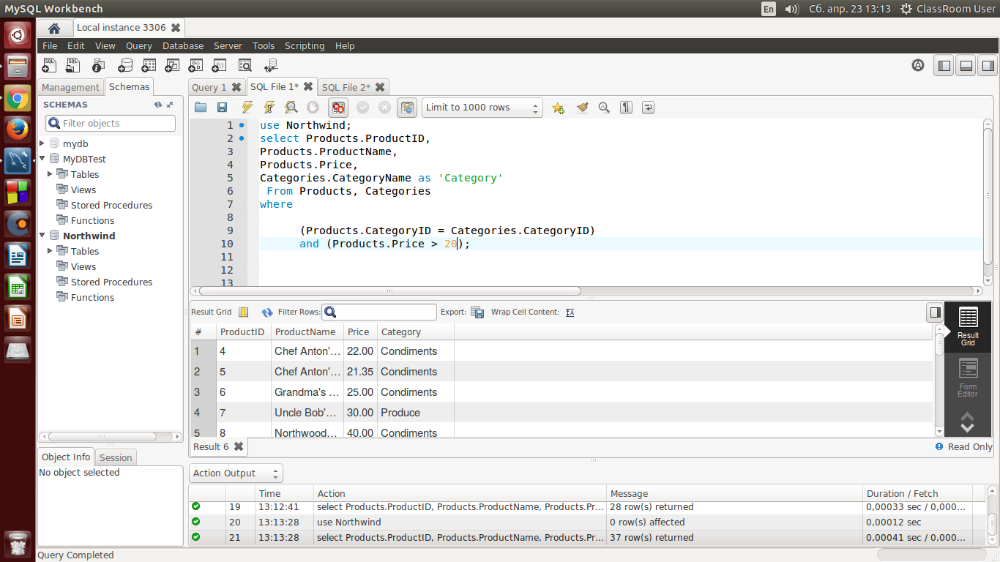 MySQL Workbench
En
Сб. апр. 23 13:13
ClassRoom User
Local instance 3306
File Edit View Query Database Server Tools Scripting Help
Management Schemas
SCHEMAS
Filter objects
mydb
MyDBTest
Tables
Views
Stored Procedures
Functions
Northwind
Tables
Views
Stored Procedures
Functions
Object Info Session
No object selected
Query 1 SQL File 1* SQL File 2*
Limit to 1000 rows
1 use Northwind;
2 select Products.ProductID,
3 Products.ProductName,
4 Products.Price,
5 Categories.CategoryName as 'Category'
6 From Products, Categories
7 where
8
9 (Products.CategoryID = Categories.CategoryID)
10 and (Products.Price > 20);
11
12
13
Result Grid Filter Rows: Export: Wrap Cell Content:
# ProductID ProductName Price Category
1 4 Chef Anton'... 22.00 Condiments
2 5 Chef Anton'... 21.35 Condiments
3 6 Grandma's ... 25.00 Condiments
4 7 Uncle Bob'... 30.00 Produce
5 8 Northwood... 40.00 Condiments
Result Grid
Form Editor
Result 6
Read Only
Action Output
Time Action Message Duration / Fetch
19 13:12:41 select Products.ProductID, Products.ProductName, Products.Pr... 28 row(s) returned 0,00033 sec / 0,000...
20 13:13:28 use Northwind 0 row(s) affected 0,00012 sec
21 13:13:28 select Products.ProductID, Products.ProductName, Products.Pr... 37 row(s) returned 0,00041 sec / 0,000...
Query Completed